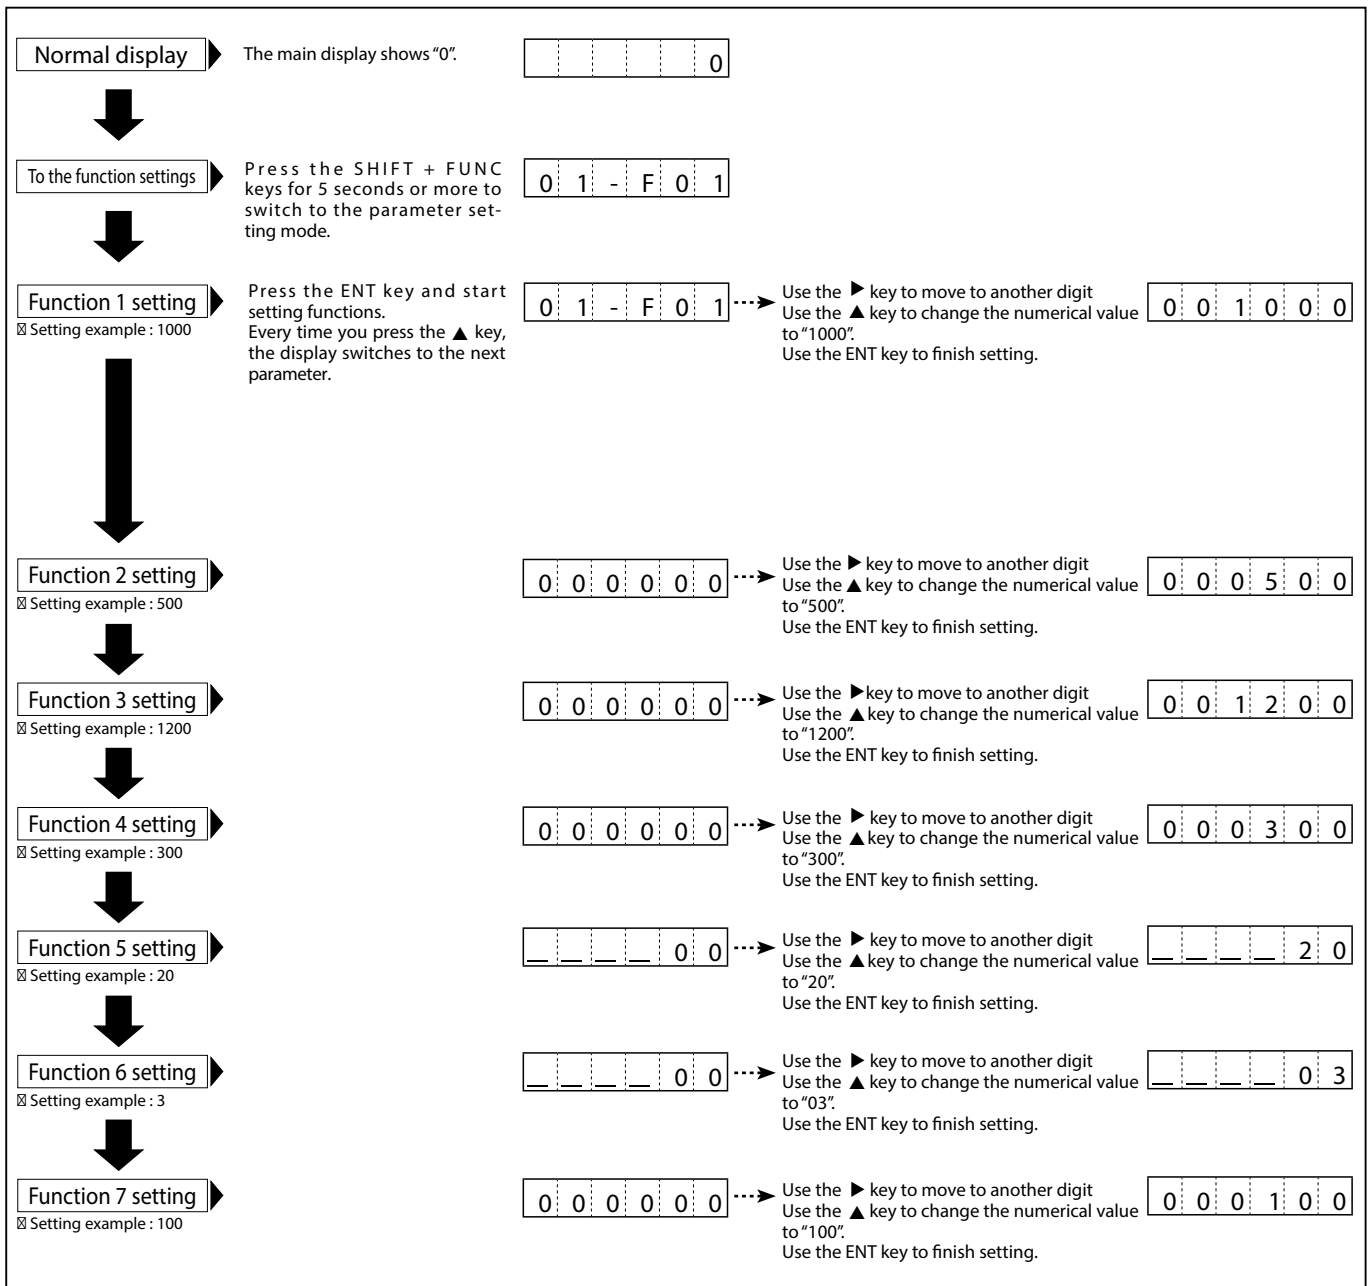 Normal display
The main display shows "0".
0
To the function settings
Press the SHIFT + FUNC
keys for 5 seconds or more to
switch to the parameter set-
ting mode.
0 1 - F 0 1
Function 1 setting
Setting example : 1000
Press the ENT key and start
setting functions.
Every time you press the ▲ key,
the display switches to the next
parameter.
0 1 - F 0 1
Use the ▶ key to move to another digit
Use the ▲ key to change the numerical value
to "1000".
Use the ENT key to finish setting.
0 0 1 0 0 0
Function 2 setting
Setting example : 500
0 0 0 0 0 0
Use the ▶ key to move to another digit
Use the ▲ key to change the numerical value
to "500".
Use the ENT key to finish setting.
0 0 0 5 0 0
Function 3 setting
Setting example : 1200
0 0 0 0 0 0
Use the ▶ key to move to another digit
Use the ▲ key to change the numerical value
to "1200".
Use the ENT key to finish setting.
0 0 1 2 0 0
Function 4 setting
Setting example : 300
0 0 0 0 0 0
Use the ▶ key to move to another digit
Use the ▲ key to change the numerical value
to "300".
Use the ENT key to finish setting.
0 0 0 3 0 0
Function 5 setting
Setting example : 20
_ _ _ _ 0 0
Use the ▶ key to move to another digit
Use the ▲ key to change the numerical value
to "20".
Use the ENT key to finish setting.
_ _ _ _ 2 0
Function 6 setting
Setting example : 3
_ _ _ _ 0 0
Use the ▶ key to move to another digit
Use the ▲ key to change the numerical value
to "03".
Use the ENT key to finish setting.
_ _ _ _ 0 3
Function 7 setting
Setting example : 100
0 0 0 0 0 0
Use the ▶ key to move to another digit
Use the ▲ key to change the numerical value
to "100".
Use the ENT key to finish setting.
0 0 0 1 0 0